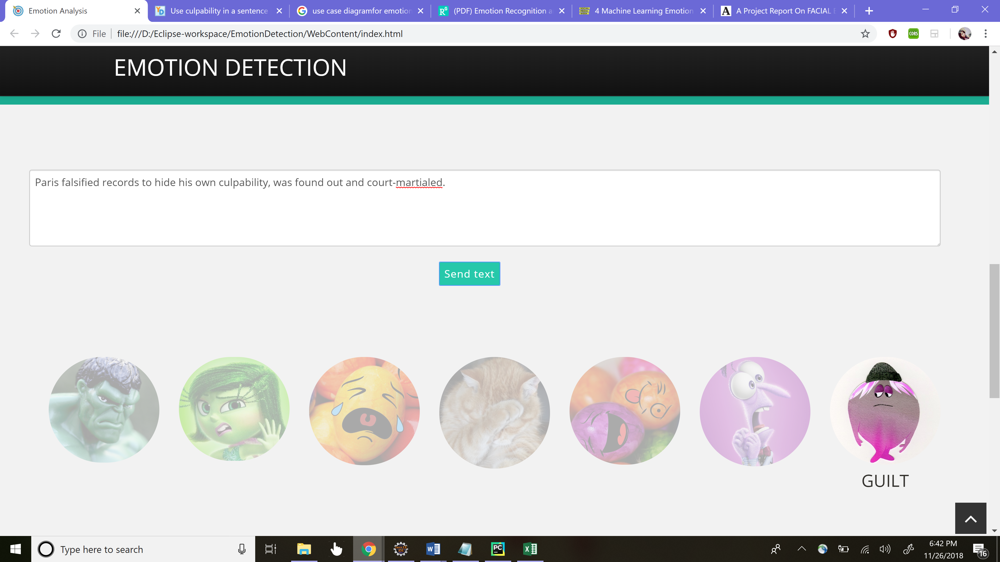 Emotion Analysis
Use culpability in a sentence
use case diagramfor emotion
(PDF) Emotion Recognition a
4 Machine Learning Emotion
A Project Report On FACIAL E
File
file:///D:/Eclipse-workspace/EmotionDetection/WebContent/index.html
CORS
EMOTION DETECTION
Paris falsified records to hide his own culpability, was found out and court-martialed.
Send text
GUILT
Type here to search
6:42 PM
11/26/2018
16